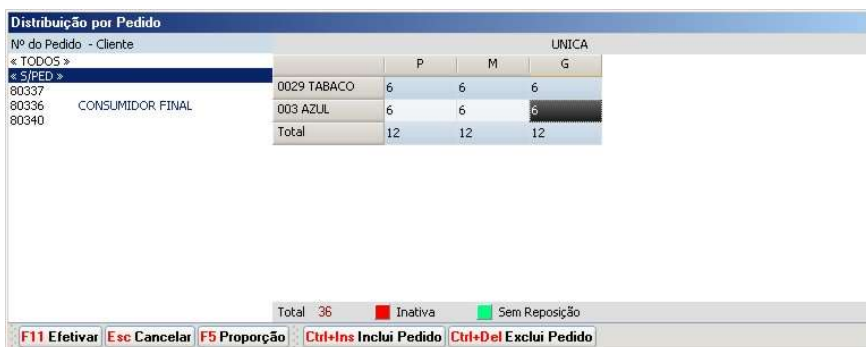 Distribuição por Pedido
Nº do Pedido - Cliente
« TODOS »
« S/PED »
80337
80336 CONSUMIDOR FINAL
80340
UNICA
P M G
0029 TABACO 6 6 6
003 AZUL 6 6 6
Total 12 12 12
Total 36 Inativa Sem Reposição
F11 Efetivar Esc Cancelar F5 Proporção Ctrl+Ins Inclui Pedido Ctrl+Del Exclui Pedido